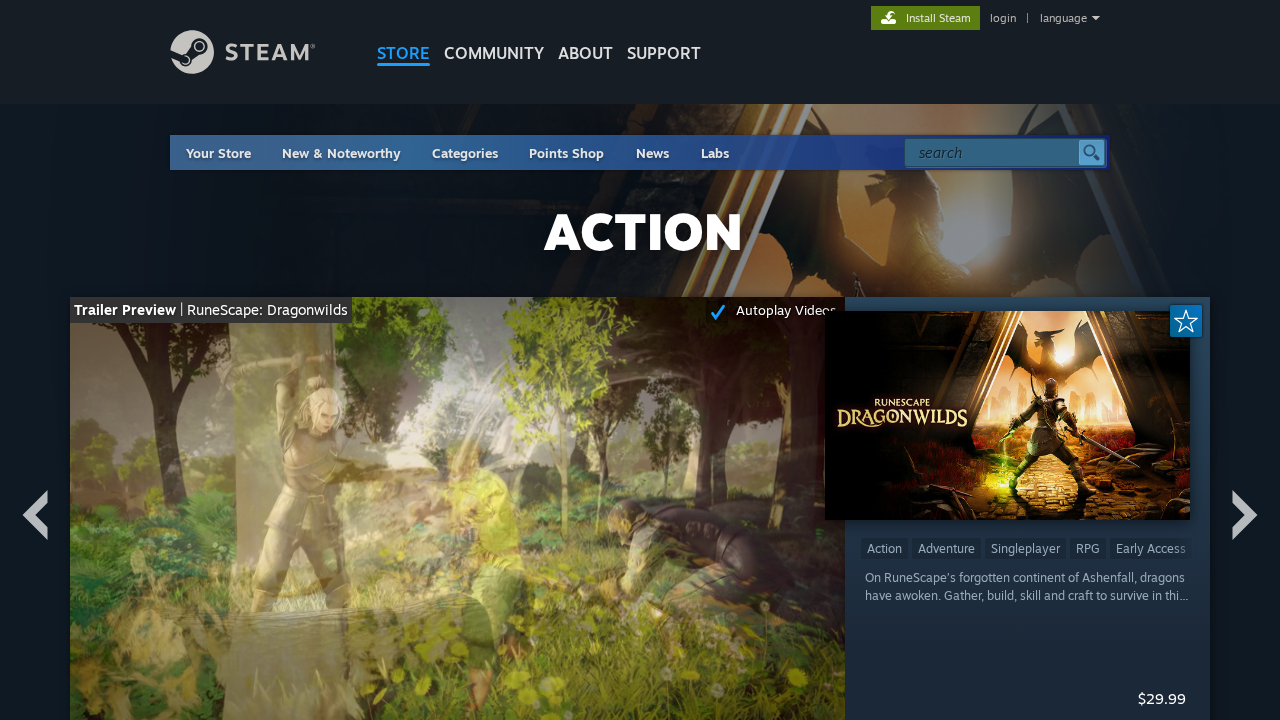 Install Steam
login | language
STEAM®
STORE COMMUNITY ABOUT SUPPORT
Your Store New & Noteworthy Categories Points Shop News Labs
search
ACTION
Trailer Preview | RuneScape: Dragonwilds
Autoplay Videos
RUNESCAPE
DRAGONWILDS
Action Adventure Singleplayer RPG Early Access
On RuneScape's forgotten continent of Ashenfall, dragons
have awoken. Gather, build, skill and craft to survive in thi...
$29.99